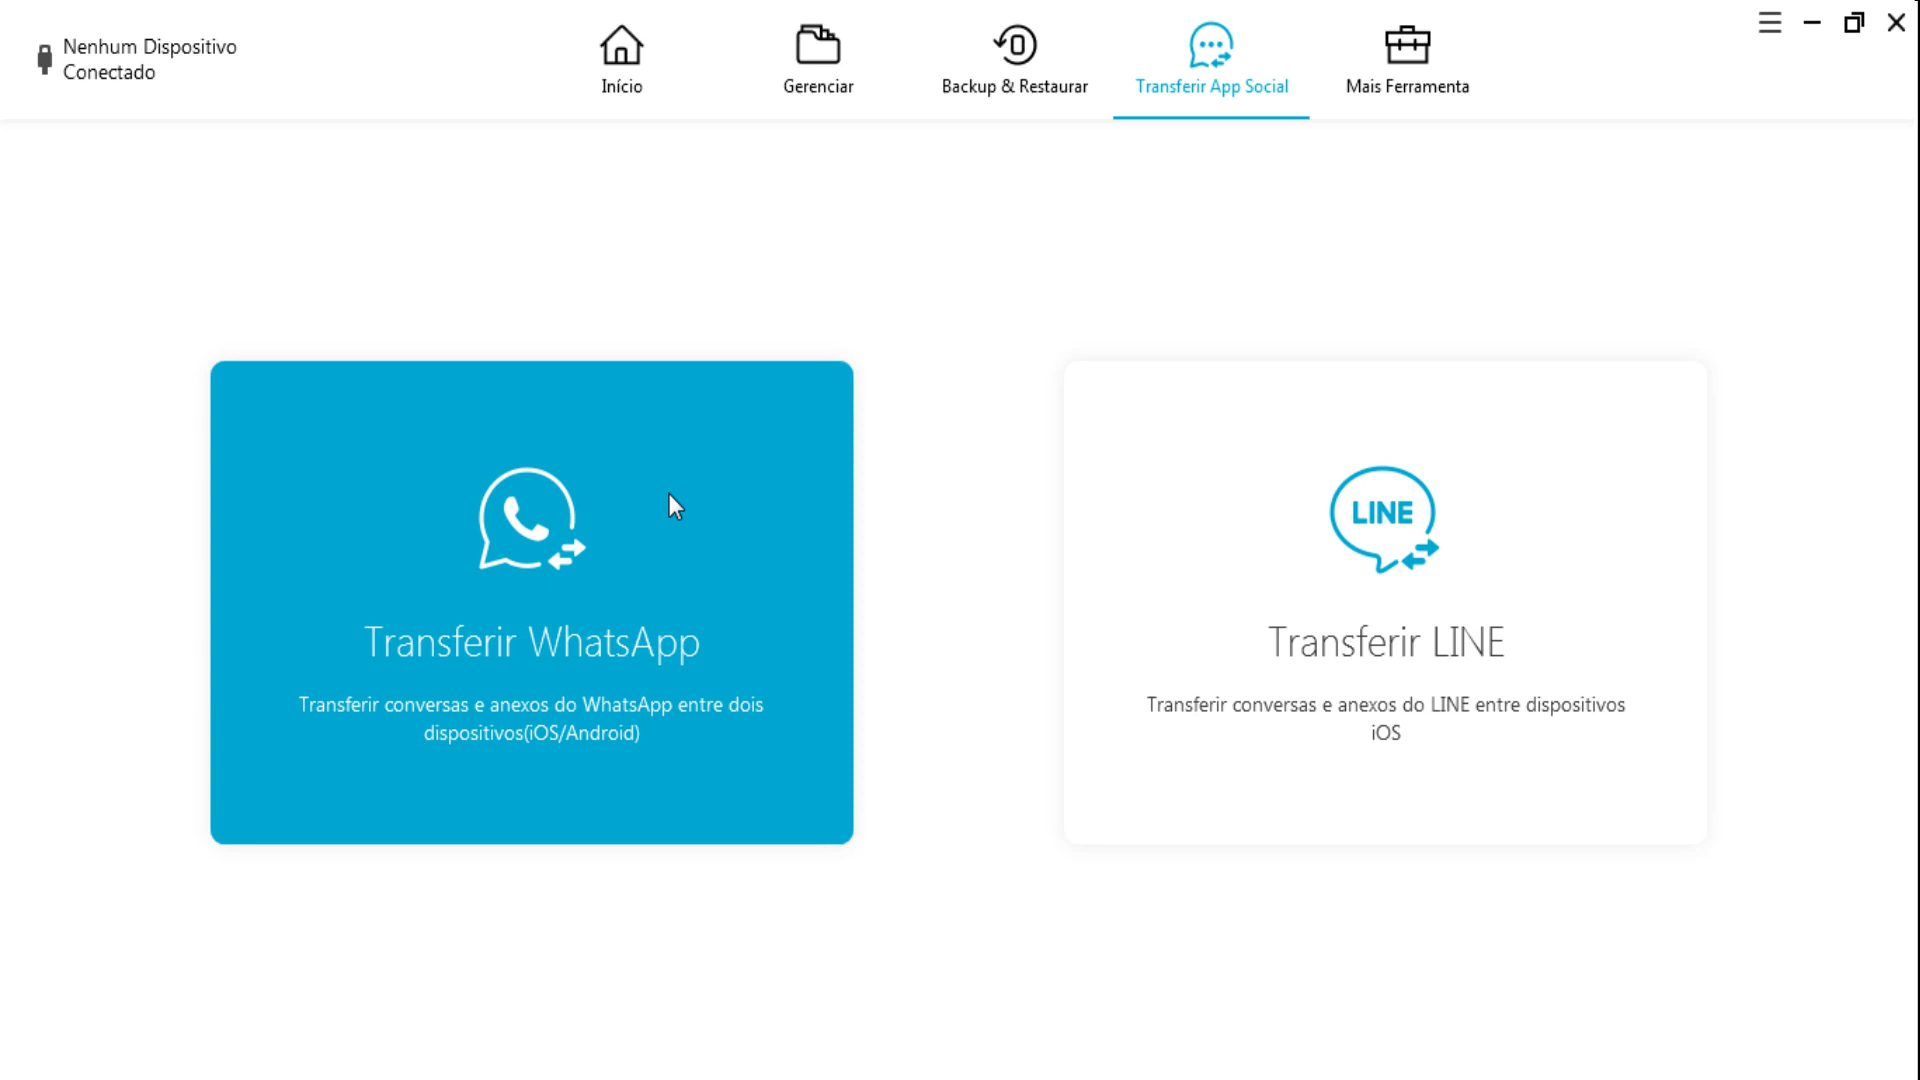 Nenhum Dispositivo
Conectado
Início
Gerenciar
Backup & Restaurar
Transferir App Social
Mais Ferramenta
Transferir WhatsApp
Transferir conversas e anexos do WhatsApp entre dois
dispositivos(iOS/Android)
LINE
Transferir LINE
Transferir conversas e anexos do LINE entre dispositivos
iOS